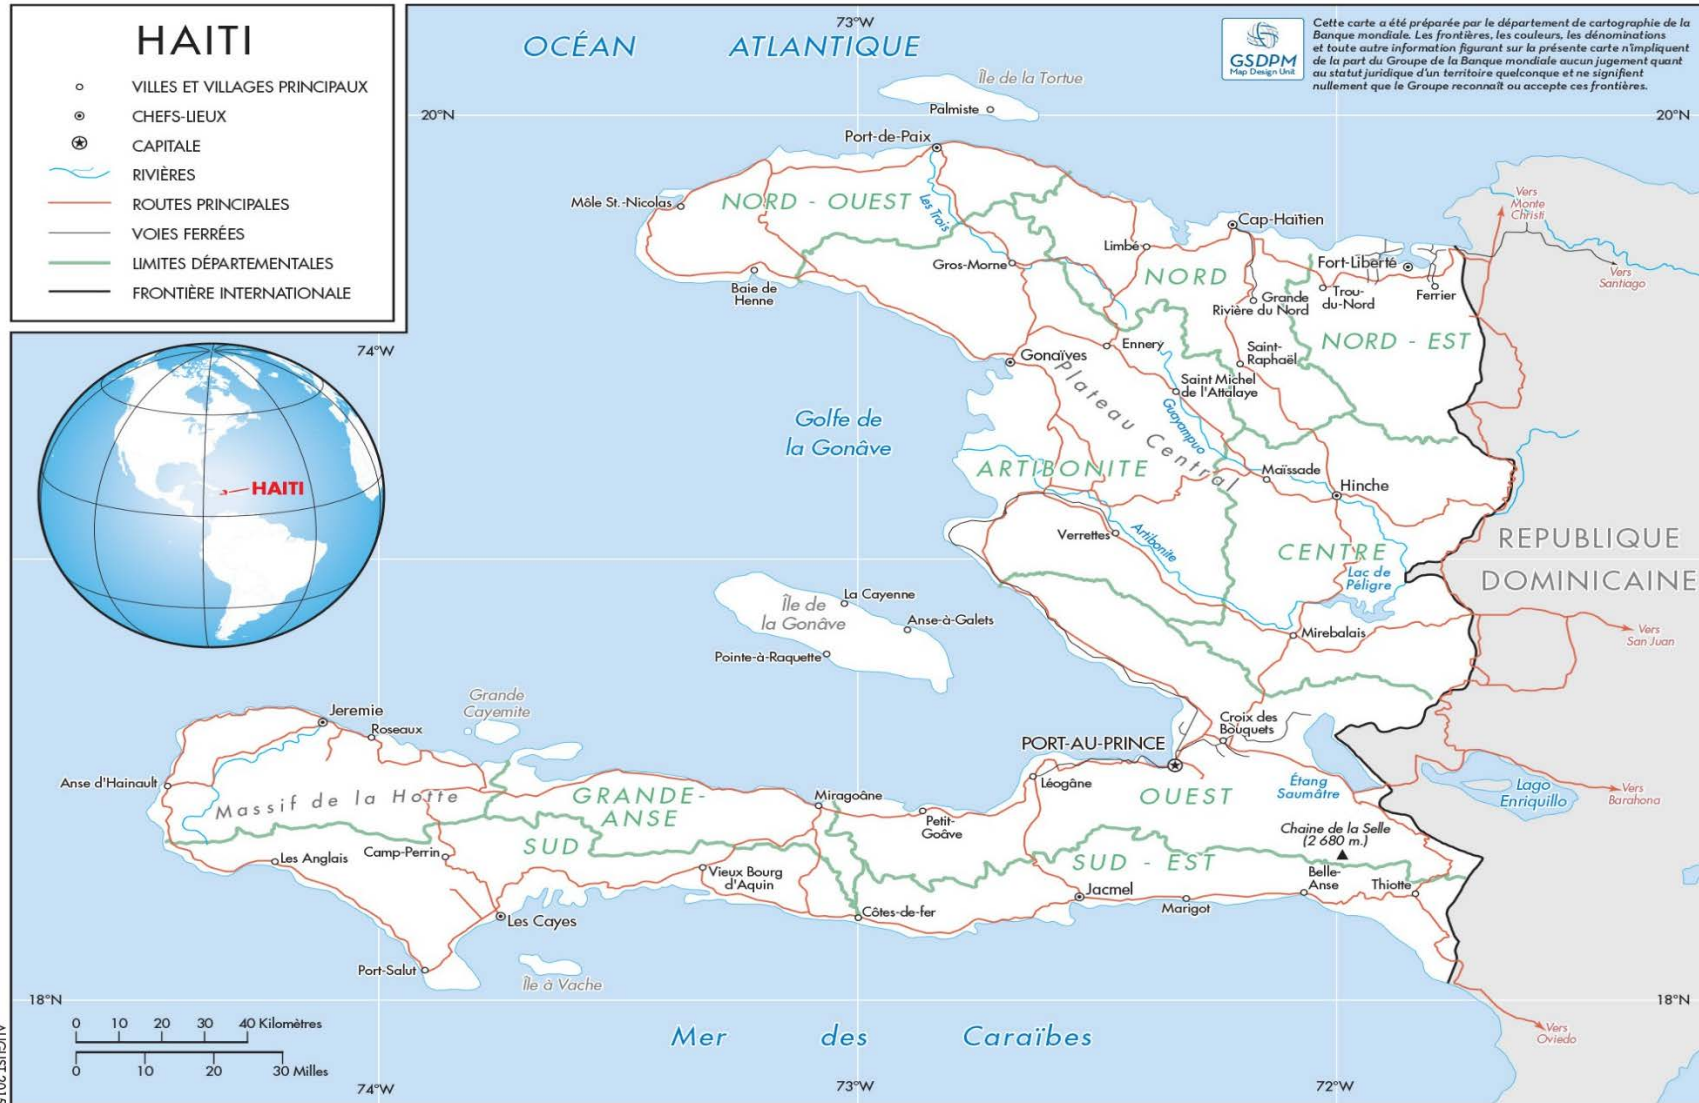 HAITI
VILLES ET VILLAGES PRINCIPAUX
CHEFS-LIEUX
CAPITALE
RIVIÈRES
ROUTES PRINCIPALES
VOIES FERRÉES
LIMITES DÉPARTEMENTALES
FRONTIÈRE INTERNATIONALE
73°W
OCÉAN ATLANTIQUE
GSDPM
Map Design Unit
Cette carte a été préparée par le département de cartographie de la
Banque mondiale. Les frontières, les couleurs, les dénominations
et toute autre information figurant sur la présente carte n'impliquent
de la part du Groupe de la Banque mondiale aucun jugement quant
au statut juridique d'un territoire quelconque et ne signifient
nullement que le Groupe reconnaît ou accepte ces frontières.
Île de la Tortue
Palmiste
20°N
20°N
Port-de-Paix
Môle St.-Nicolas
NORD - OUEST
Les Trois
Vers
Monte
Christi
Cap-Haïtien
Limbé
Gros-Morne
Fort-Liberté
NORD
Vers
Santiago
Baie de
Henne
Grande
Rivière du Nord
Trou-
du-Nord
Ferrier
NORD - EST
74°W
Ennery
Saint-
Raphaël
Gonaïves
Saint Michel
de l'Attalaye
plateau Central
Guayampuo
Golfe de
la Gonâve
ARTIBONITE
Maïssade
Hinche
HAITI
Verrettes
Artibonite
CENTRE
REPUBLIQUE
DOMINICAINE
Lac de
Péligre
Île de
la Gonâve
La Cayenne
Anse-à-Galets
Pointe-à-Raquette
Mirebalais
Vers
San Juan
Grande
Cayemite
Jeremie
Roseaux
Croix des
Bouquets
PORT-AU-PRINCE
Anse d'Hainault
Léogâne
Étang
Saumâtre
Lago
Enriquillo
Vers
Barahona
Massif de la Hotte
GRANDE-
ANSE
Miragoâne
OUEST
Petit-
Goâve
Chaine de la Selle
(2 680 m.)
Les Anglais
Camp-Perrin
SUD
Vieux Bourg
d'Aquin
SUD - EST
Belle-
Anse
Thiotte
Jacmel
Marigot
Les Cayes
Côtes-de-fer
Port-Salut
Île à Vache
18°N
18°N
0 10 20 30 40 Kilomètres
0 10 20 30 Milles
Mer des Caraïbes
Vers
Oviedo
74°W
73°W
72°W